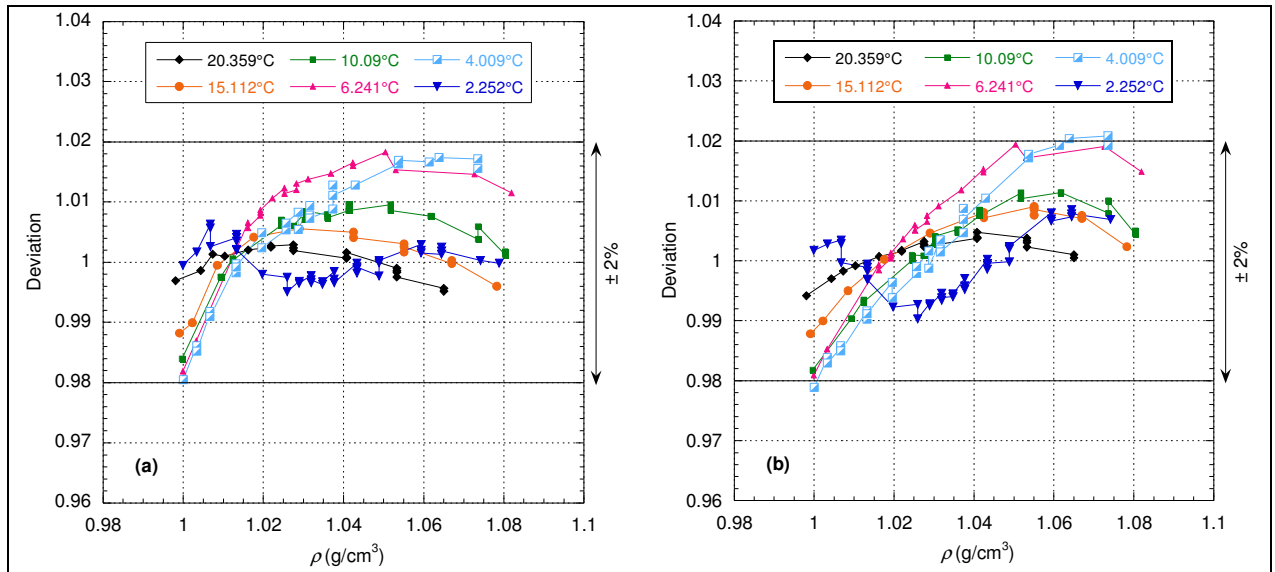 1.04
1.03
1.02
1.01
1
0.99
0.98
0.97
0.96
Deviation
20.359°C
10.09°C
4.009°C
15.112°C
6.241°C
2.252°C
± 2%
(a)
0.98
1
1.02
1.04
1.06
1.08
1.1
ρ (g/cm³)
1.04
1.03
1.02
1.01
1
0.99
0.98
0.97
0.96
Deviation
20.359°C
10.09°C
4.009°C
15.112°C
6.241°C
2.252°C
± 2%
(b)
0.98
1
1.02
1.04
1.06
1.08
1.1
ρ (g/cm³)